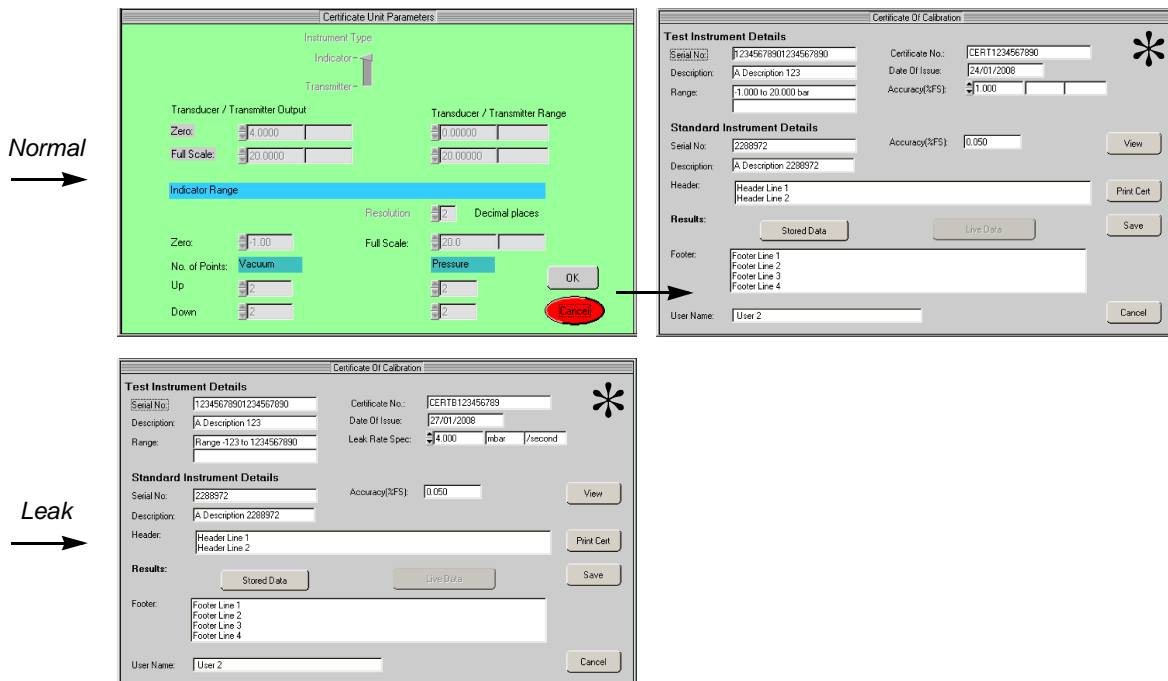 Normal
Certificate Unit Parameters
Instrument Type
Indicator
Transmitter
Transducer / Transmitter Output
Transducer / Transmitter Range
Zero: 4.0000 0.00000
Full Scale: 20.0000 20.00000
Indicator Range
Resolution 2 Decimal places
Zero: -1.00 Full Scale: 20.0
No. of Points: Vacuum Pressure
Up 2 2
Down 2 2
OK
Cancel
Certificate Of Calibration
Test Instrument Details
*
Serial No: 12345678901234567890 Certificate No.: CERT1234567890
Description: A Description 123 Date Of Issue: 24/01/2008
Range: -1.000 to 20.000 bar Accuracy(%FS): 1.000
Standard Instrument Details
Serial No: 2288972 Accuracy(%FS): 0.050 View
Description: A Description 2288972
Header: Header Line 1
Header Line 2
Print Cert
Results: Stored Data Live Data Save
Footer: Footer Line 1
Footer Line 2
Footer Line 3
Footer Line 4
User Name: User 2 Cancel
Leak
Certificate Of Calibration
Test Instrument Details
*
Serial No: 12345678901234567890 Certificate No.: CERTB123456789
Description: A Description 123 Date Of Issue: 27/01/2008
Range: Range -123 to 1234567890 Leak Rate Spec: 4.000 mbar /second
Standard Instrument Details
Serial No: 2288972 Accuracy(%FS): 0.050 View
Description: A Description 2288972
Header: Header Line 1
Header Line 2
Print Cert
Results: Stored Data Live Data Save
Footer: Footer Line 1
Footer Line 2
Footer Line 3
Footer Line 4
User Name: User 2 Cancel